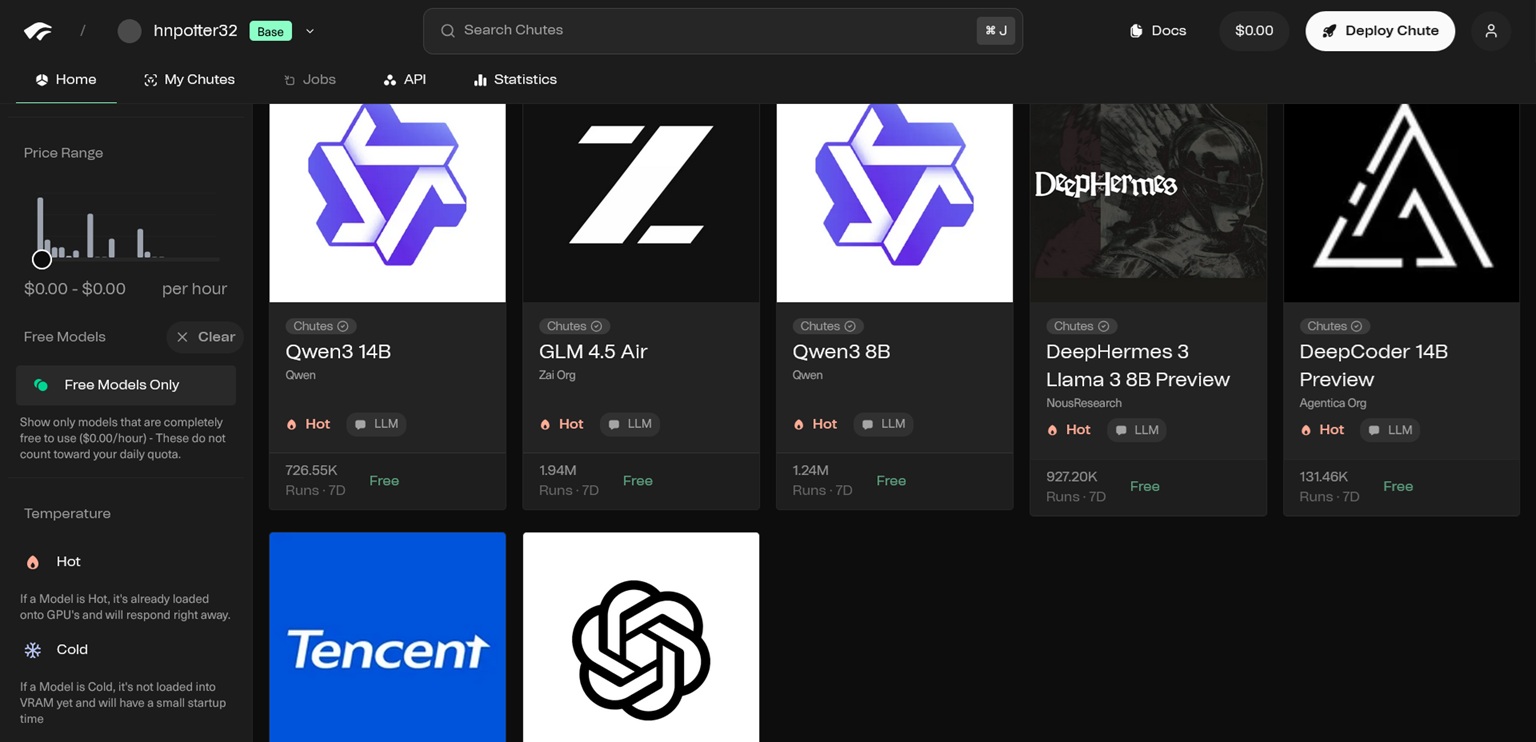 / hnpotter32 Base
Search Chutes ⌘ J
Docs $0.00 Deploy Chute
Home My Chutes Jobs API Statistics
Price Range
$0.00 - $0.00 per hour
Free Models Clear
Free Models Only
Show only models that are completely
free to use ($0.00/hour) - These do not
count toward your daily quota.
Temperature
Hot
If a Model is Hot, it's already loaded
onto GPU's and will respond right away.
Cold
If a Model is Cold, it's not loaded into
VRAM yet and will have a small startup
time
Chutes
Qwen3 14B
Qwen
Hot LLM
726.55K
Runs · 7D
Free
Chutes
GLM 4.5 Air
Zai Org
Hot LLM
1.94M
Runs · 7D
Free
Chutes
Qwen3 8B
Qwen
Hot LLM
1.24M
Runs · 7D
Free
DeepHermes
Chutes
DeepHermes 3
Llama 3 8B Preview
NousResearch
Hot LLM
927.20K
Runs · 7D
Free
Chutes
DeepCoder 14B
Preview
Agentica Org
Hot LLM
131.46K
Runs · 7D
Free
Tencent